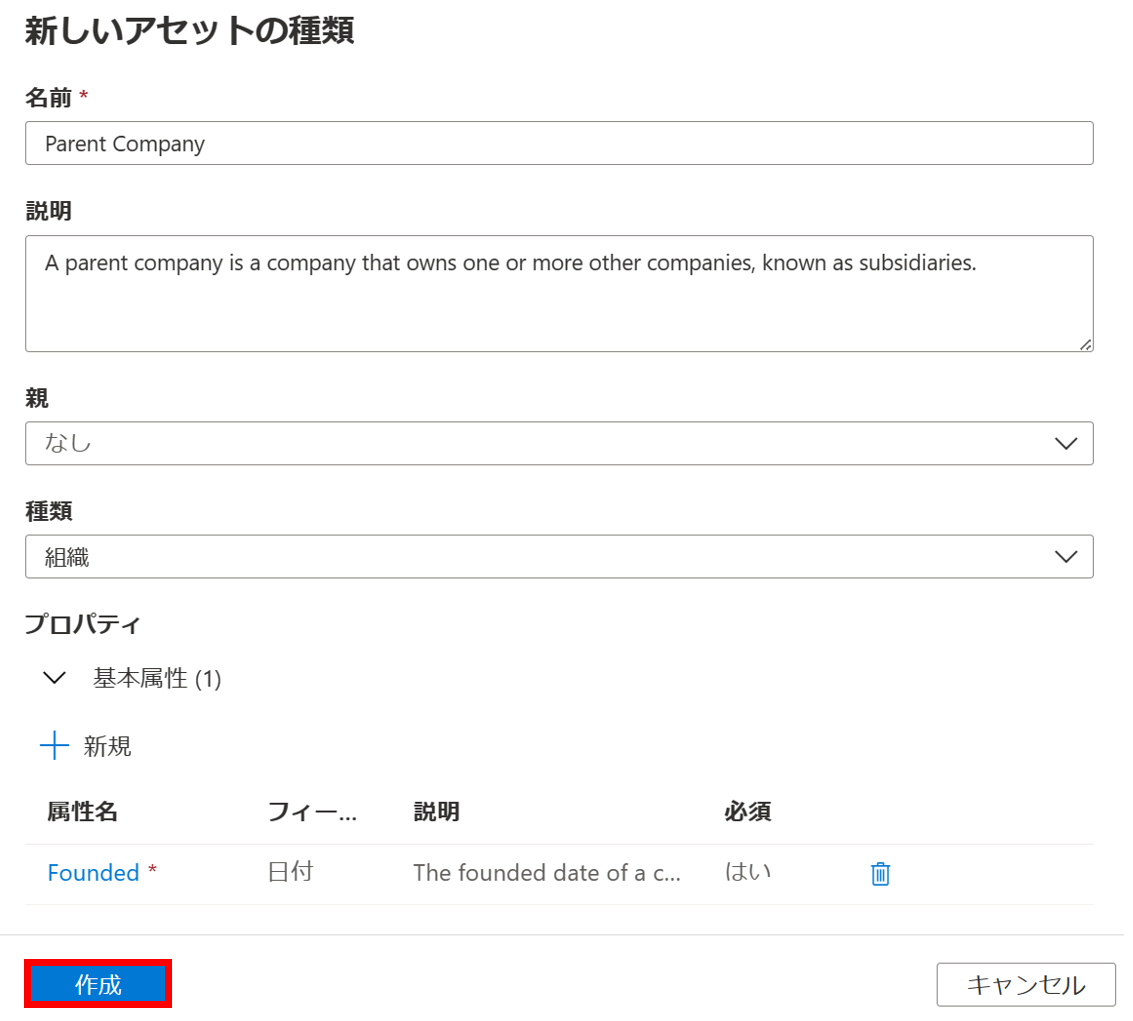 新しいアセットの種類
名前 *
Parent Company
説明
A parent company is a company that owns one or more other companies, known as subsidiaries.
親
なし
種類
組織
プロパティ
基本属性 (1)
新規
属性名 フィー... 説明 必須
Founded * 日付 The founded date of a c... はい
作成 キャンセル